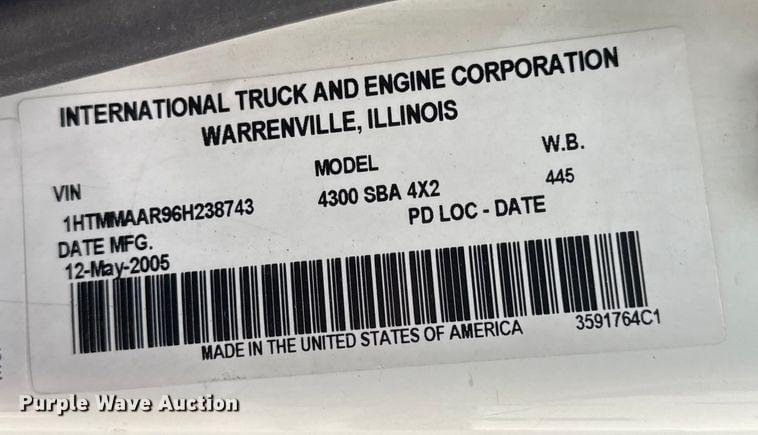 INTERNATIONAL TRUCK AND ENGINE CORPORATION
WARRENVILLE, ILLINOIS
VIN MODEL W.B.
1HTMMAAR96H238743 4300 SBA 4X2 445
DATE MFG. PD LOC - DATE
12-May-2005
MADE IN THE UNITED STATES OF AMERICA 3591764C1
Purple Wave Auction